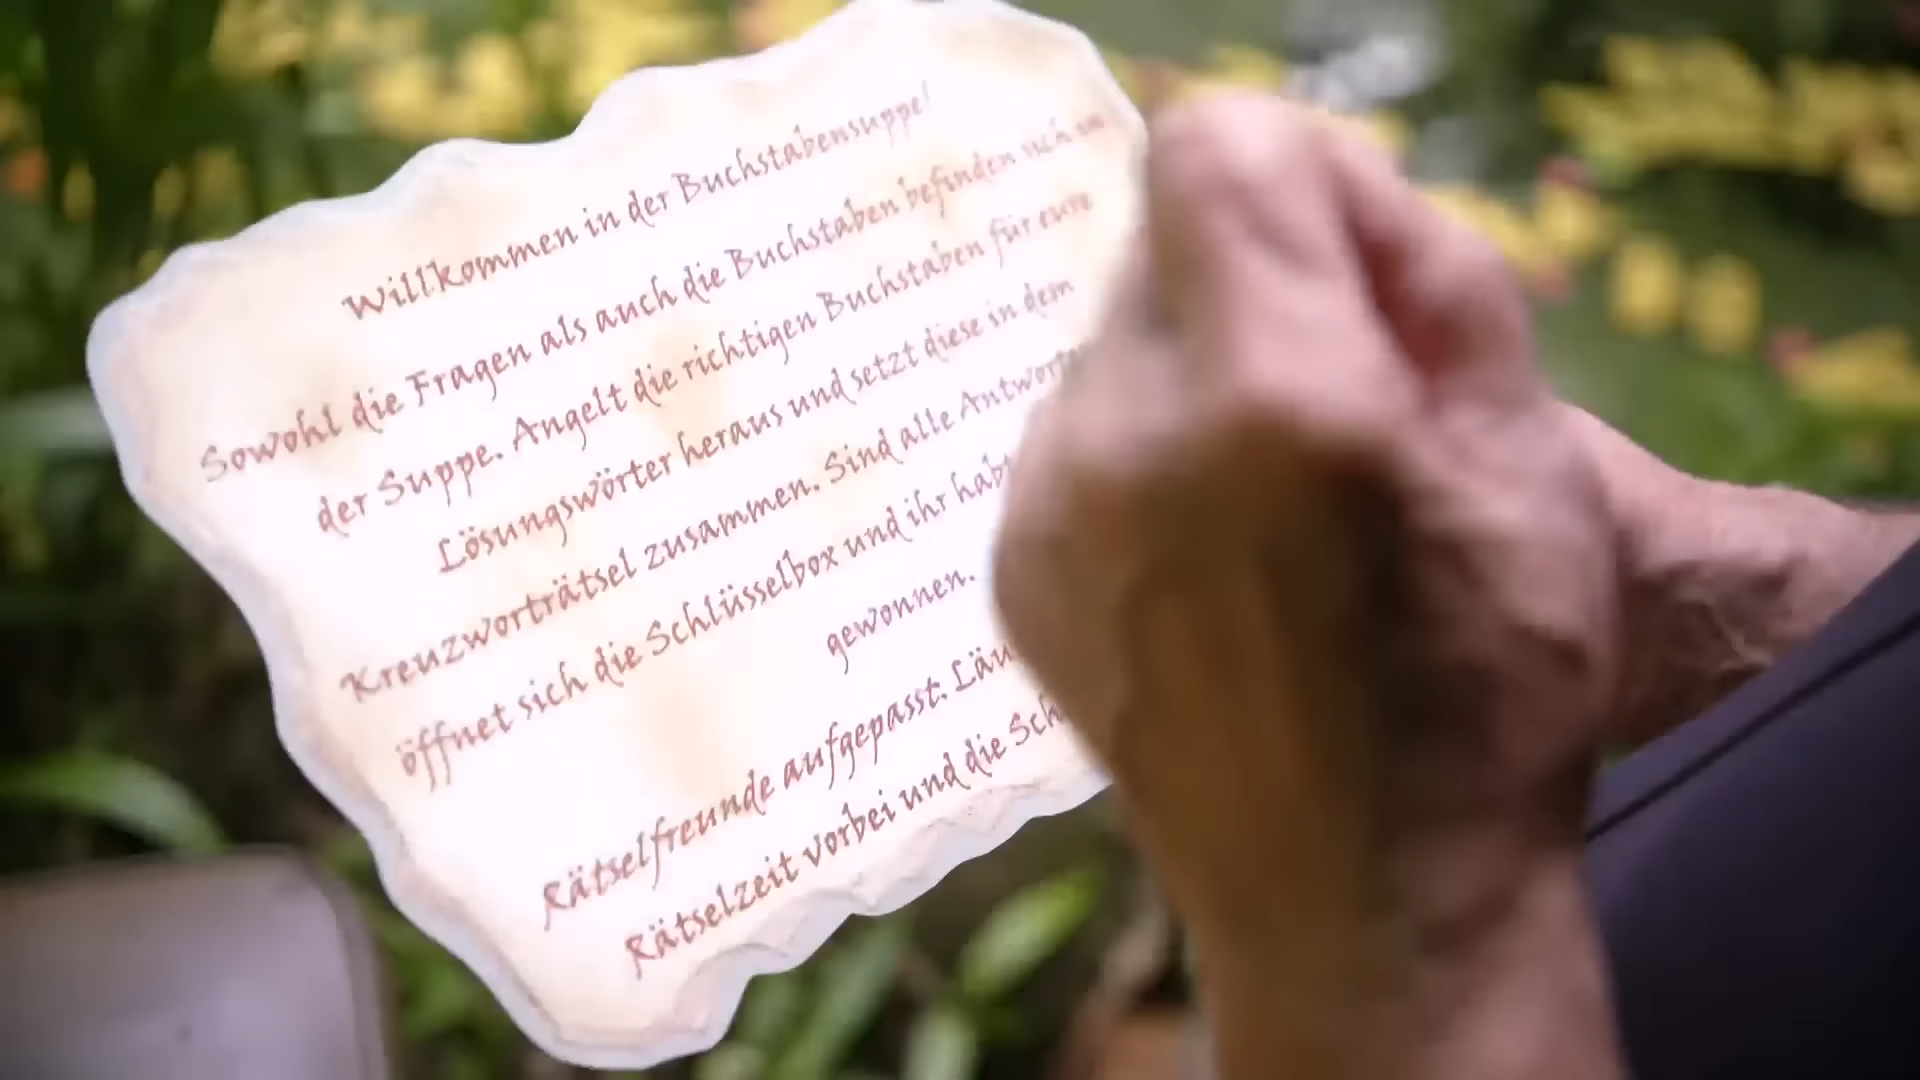 Willkommen in der Buchstabensuppe!
Sowohl die Fragen als auch die Buchstaben befinden sich in
der Suppe. Angelt die richtigen Buchstaben für eure
Lösungswörter heraus und setzt diese in dem
Kreuzworträtsel zusammen. Sind alle
öffnet sich die Schlüsselbox und ihr
gewonnen.
Rätselfreunde aufgepasst:
Rätselzeit vorbei und die